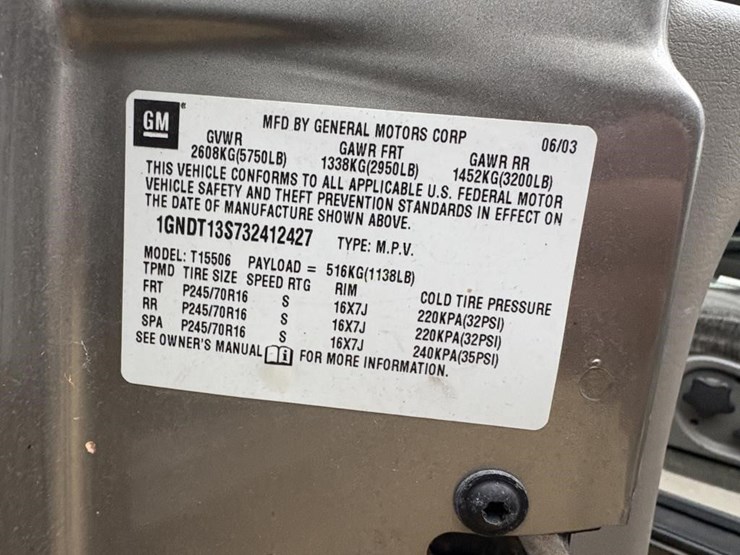 GM
MFD BY GENERAL MOTORS CORP 06/03
GVWR GAWR FRT GAWR RR
2608KG(5750LB) 1338KG(2950LB) 1452KG(3200LB)
THIS VEHICLE CONFORMS TO ALL APPLICABLE U.S. FEDERAL MOTOR
VEHICLE SAFETY AND THEFT PREVENTION STANDARDS IN EFFECT ON
THE DATE OF MANUFACTURE SHOWN ABOVE.
1GNDT13S732412427 TYPE: M.P.V.
MODEL: T15506 PAYLOAD = 516KG(1138LB)
TPMD TIRE SIZE SPEED RTG RIM COLD TIRE PRESSURE
FRT P245/70R16 S 16X7J 220KPA(32PSI)
RR P245/70R16 S 16X7J 220KPA(32PSI)
SPA P245/70R16 S 16X7J 240KPA(35PSI)
SEE OWNER'S MANUAL i FOR MORE INFORMATION.